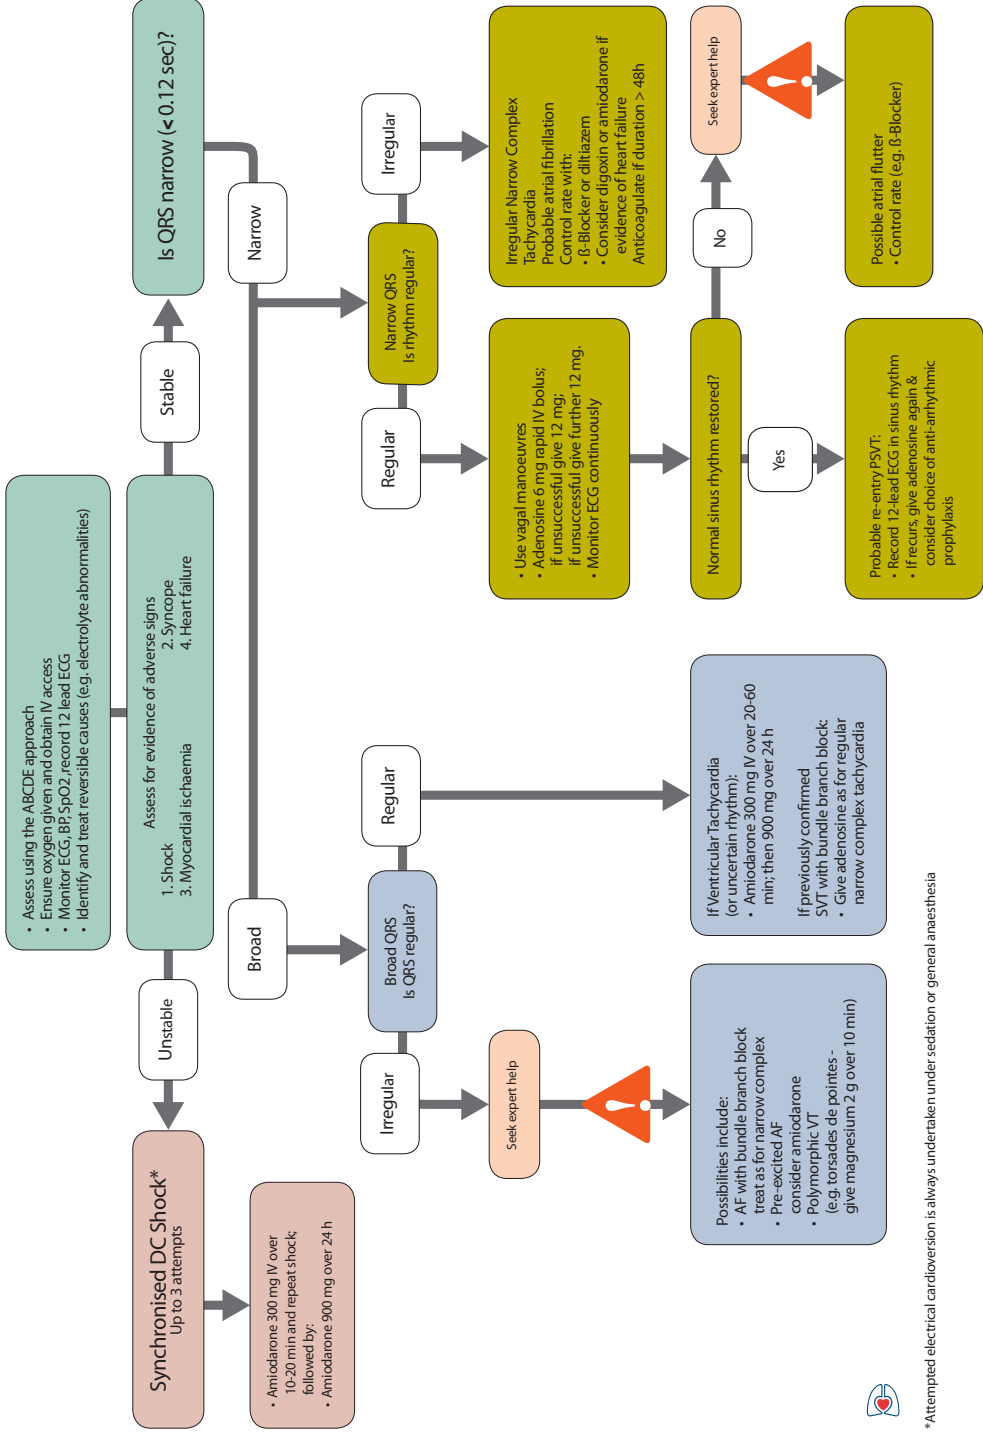 • Assess using the ABCDE approach
• Ensure oxygen given and obtain IV access
• Monitor ECG, BP, SpO2 ,record 12 lead ECG
• Identify and treat reversible causes (e.g. electrolyte abnormalities)
Assess for evidence of adverse signs
1. Shock 2. Syncope
3. Myocardial ischaemia 4. Heart failure
Unstable
Stable
Synchronised DC Shock*
Up to 3 attempts
• Amiodarone 300 mg IV over
10-20 min and repeat shock;
followed by:
• Amiodarone 900 mg over 24 h
Is QRS narrow (< 0.12 sec)?
Broad
Narrow
Broad QRS
Is QRS regular?
Narrow QRS
Is rhythm regular?
Irregular
Regular
Regular
Irregular
Seek expert help
Possibilities include:
• AF with bundle branch block
treat as for narrow complex
• Pre-excited AF
consider amiodarone
• Polymorphic VT
(e.g. torsades de pointes -
give magnesium 2 g over 10 min)
If Ventricular Tachycardia
(or uncertain rhythm):
• Amiodarone 300 mg IV over 20-60
min; then 900 mg over 24 h
If previously confirmed
SVT with bundle branch block:
• Give adenosine as for regular
narrow complex tachycardia
• Use vagal manoeuvres
• Adenosine 6 mg rapid IV bolus;
if unsuccessful give 12 mg;
if unsuccessful give further 12 mg.
• Monitor ECG continuously
Irregular Narrow Complex
Tachycardia
Probable atrial fibrillation
Control rate with:
• ß-Blocker or diltiazem
• Consider digoxin or amiodarone if
evidence of heart failure
Anticoagulate if duration > 48h
Normal sinus rhythm restored?
Yes
No
Seek expert help
Probable re-entry PSVT:
• Record 12-lead ECG in sinus rhythm
• If recurs, give adenosine again &
consider choice of anti-arrhythmic
prophylaxis
Possible atrial flutter
• Control rate (e.g. ß-Blocker)
*Attempted electrical cardioversion is always undertaken under sedation or general anaesthesia